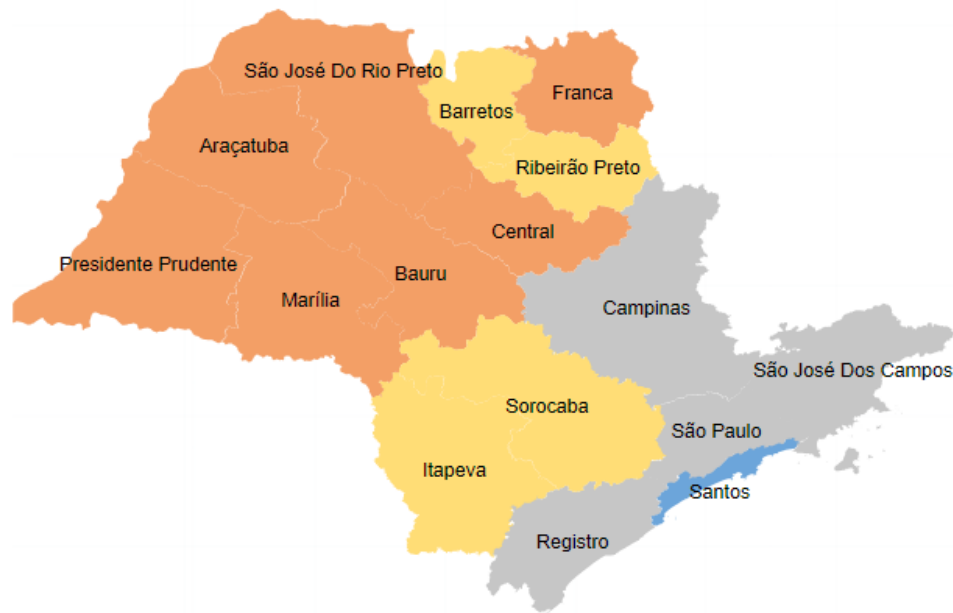 São José Do Rio Preto
Franca
Barretos
Araçatuba
Ribeirão Preto
Central
Presidente Prudente
Bauru
Marília
Campinas
São José Dos Campos
Sorocaba
São Paulo
Itapeva
Santos
Registro